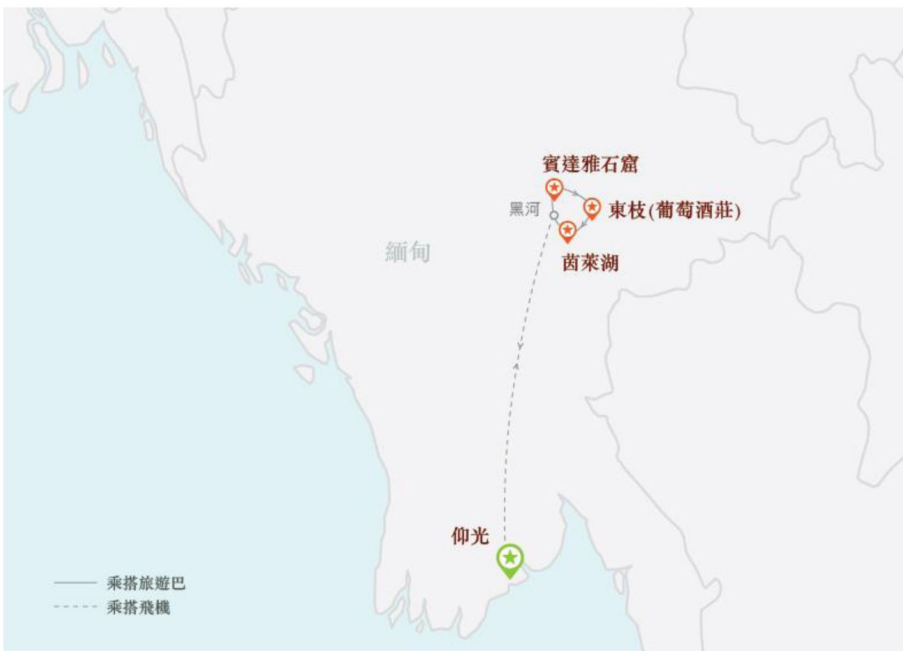 賓達雅石窟
黑河
東枝(葡萄酒莊)
緬甸
茵萊湖
仰光
乘搭旅遊巴
乘搭飛機